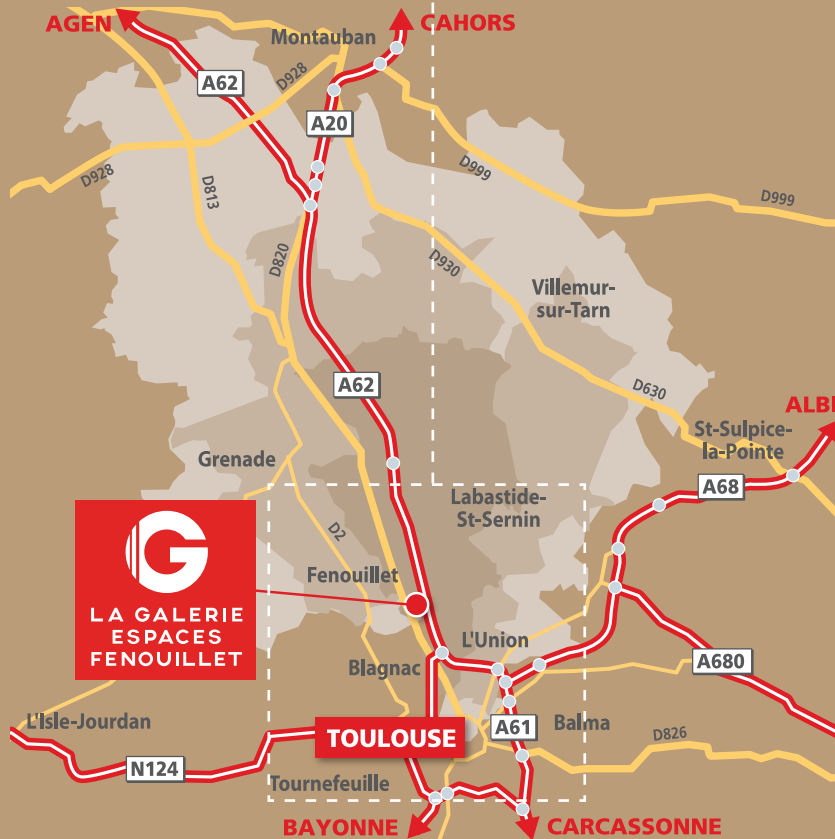 AGEN
CAHORS
Montauban
A62
D928
A20
D928
D813
D999
D999
D820
D930
Villemur-
sur-Tarn
A62
D630
ALBI
St-Sulpice-
la-Pointe
Grenade
A68
Labastide-
St-Sernin
D2
Fenouillet
G
LA GALERIE
ESPACES
FENOUILLET
L'Union
Blagnac
A680
L'Isle-Jourdan
TOULOUSE
A61
Balma
D826
N124
Tournefeuille
BAYONNE
CARCASSONNE